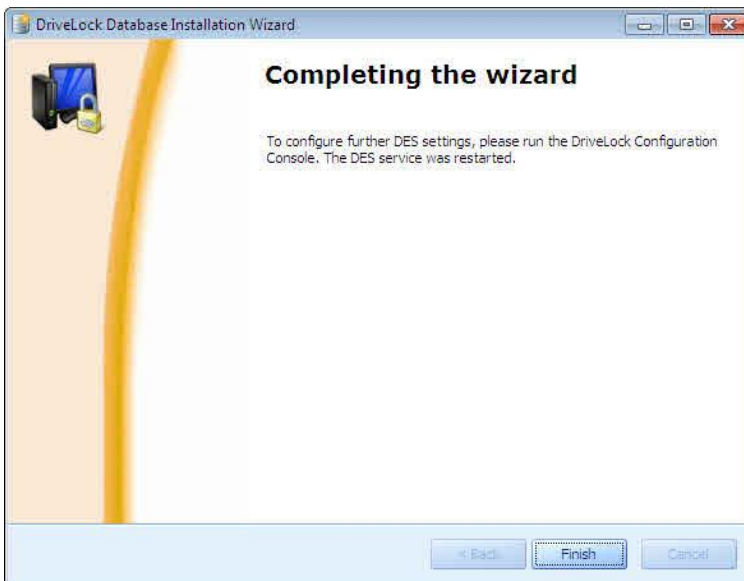 DriveLock Database Installation Wizard
Completing the wizard
To configure further DES settings, please run the DriveLock Configuration
Console. The DES service was restarted.
< Back
Finish
Cancel